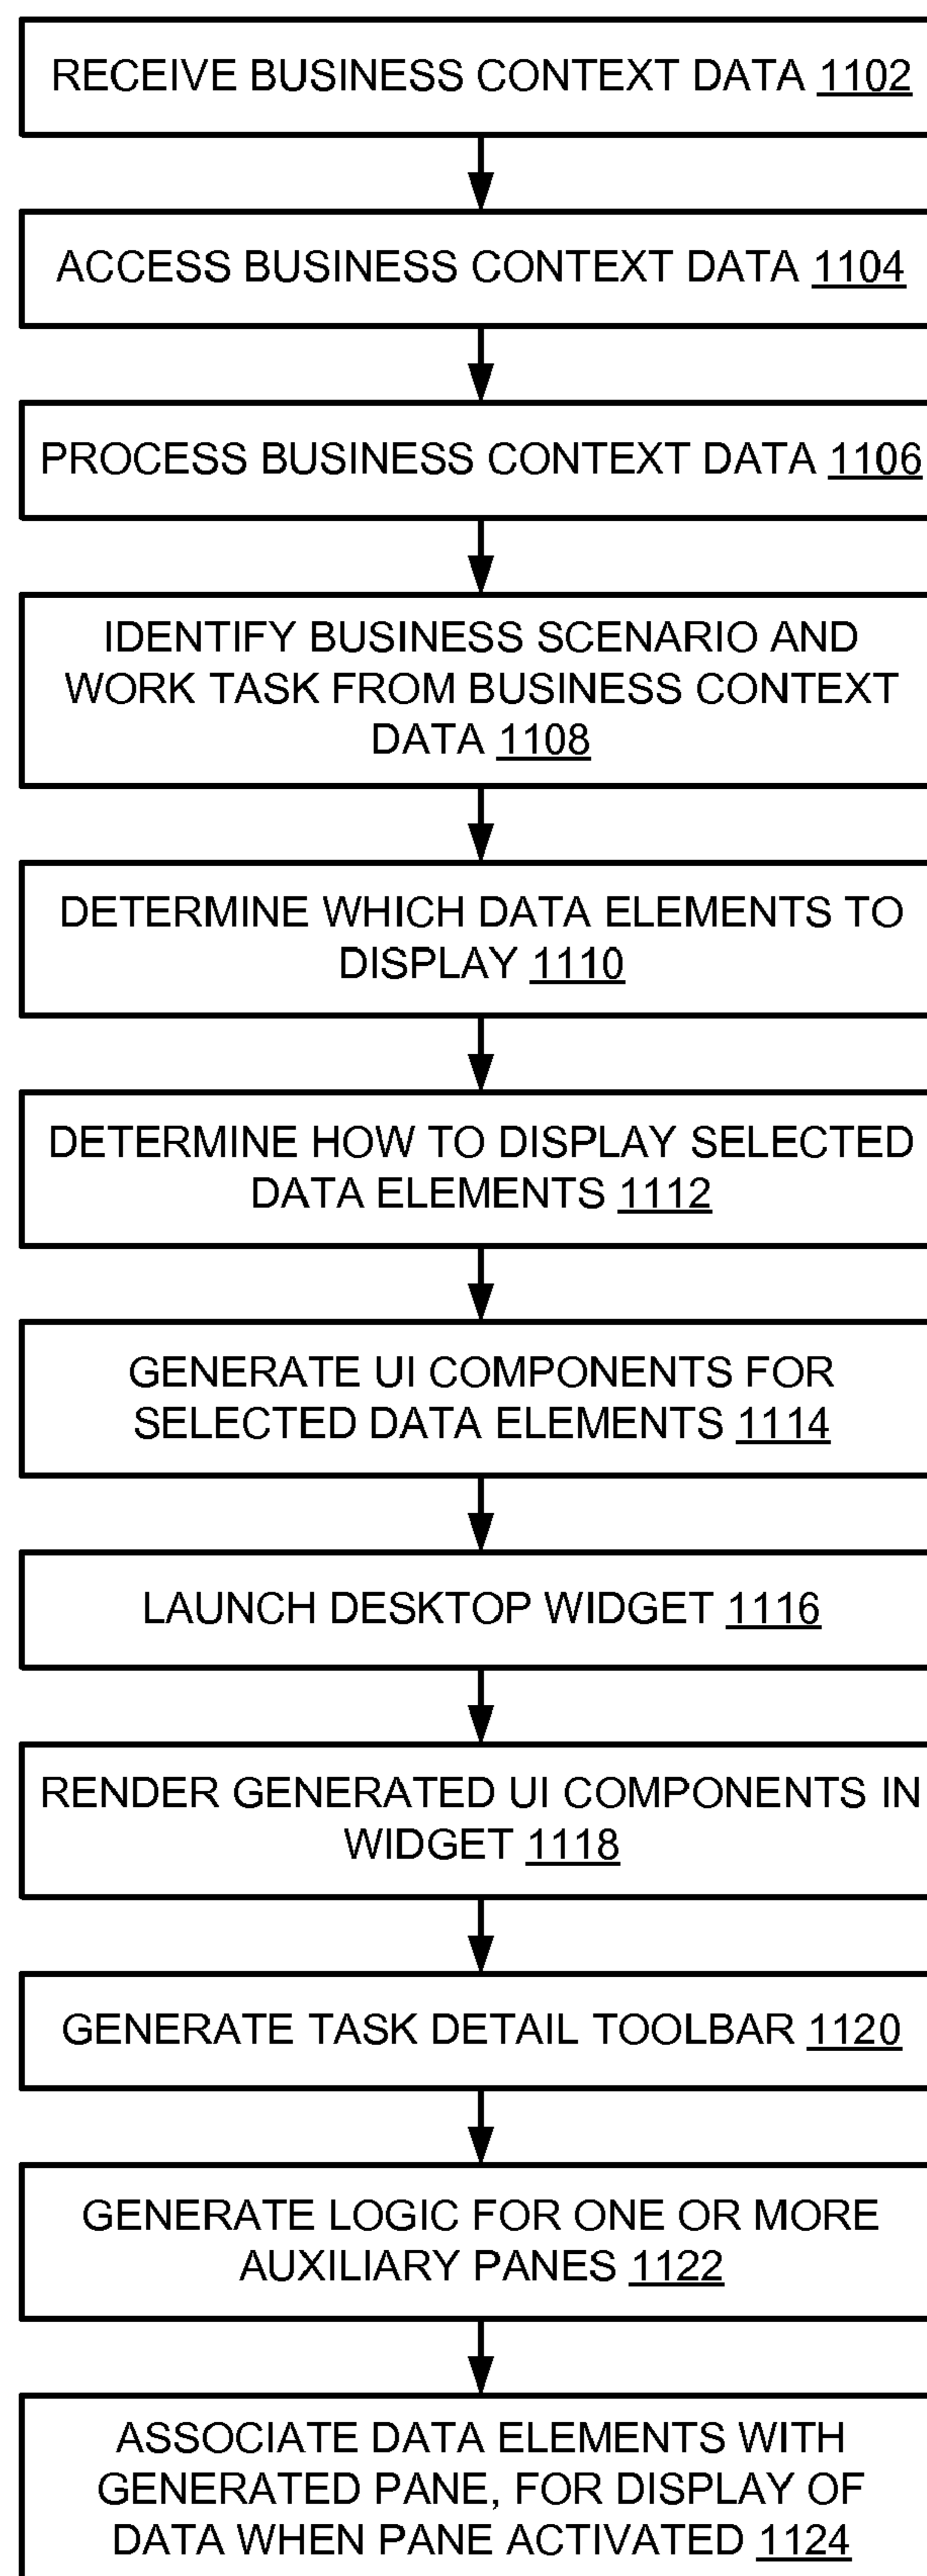 RECEIVE BUSINESS CONTEXT DATA 1102
ACCESS BUSINESS CONTEXT DATA 1104
PROCESS BUSINESS CONTEXT DATA 1106
IDENTIFY BUSINESS SCENARIO AND
WORK TASK FROM BUSINESS CONTEXT
DATA 1108
DETERMINE WHICH DATA ELEMENTS TO
DISPLAY 1110
DETERMINE HOW TO DISPLAY SELECTED
DATA ELEMENTS 1112
GENERATE UI COMPONENTS FOR
SELECTED DATA ELEMENTS 1114
LAUNCH DESKTOP WIDGET 1116
RENDER GENERATED UI COMPONENTS IN
WIDGET 1118
GENERATE TASK DETAIL TOOLBAR 1120
GENERATE LOGIC FOR ONE OR MORE
AUXILIARY PANES 1122
ASSOCIATE DATA ELEMENTS WITH
GENERATED PANE, FOR DISPLAY OF
DATA WHEN PANE ACTIVATED 1124